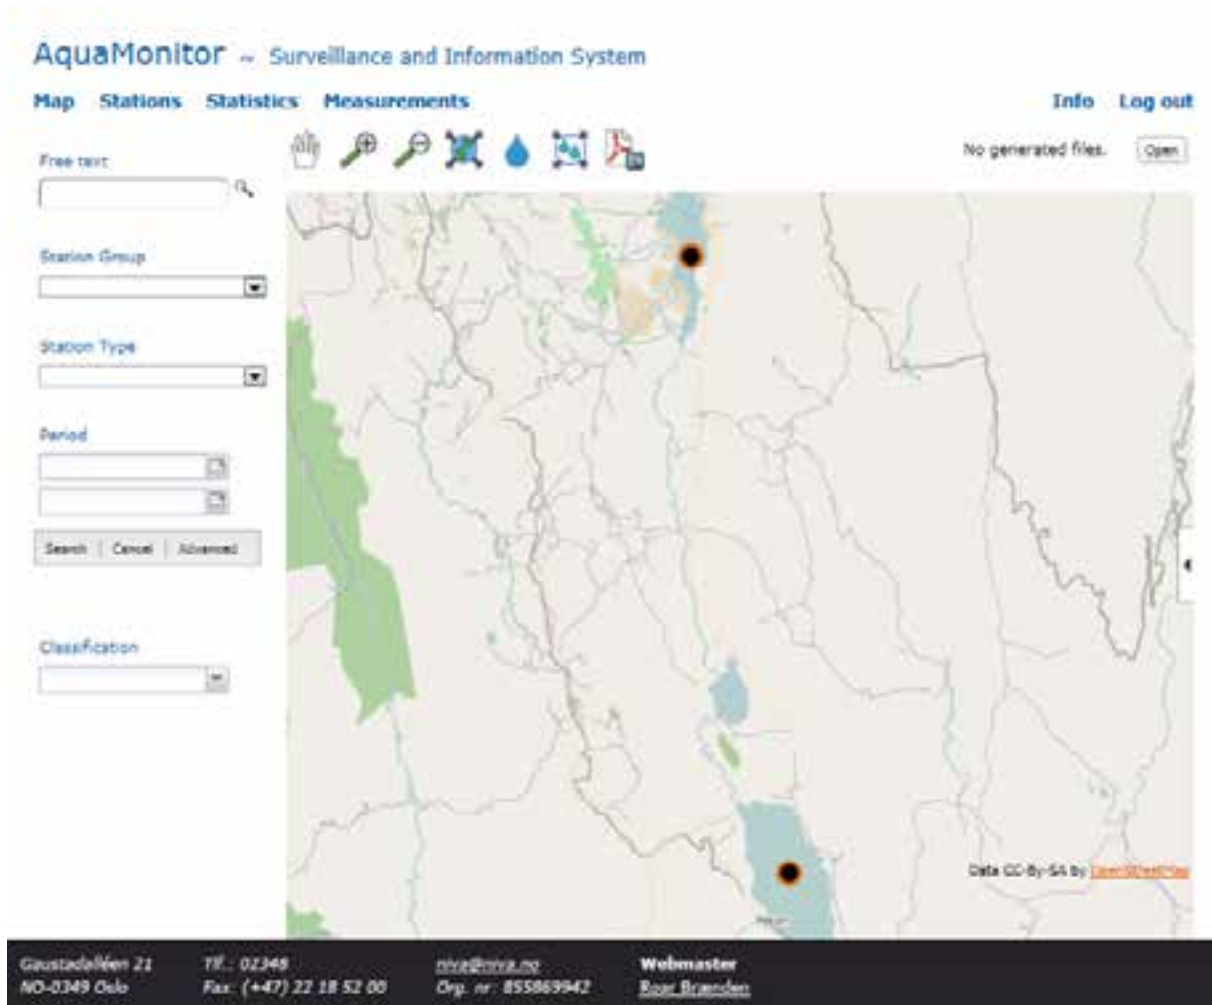 AquaMonitor ~ Surveillance and Information System
Map Stations Statistics Measurements Info Log out
No generated files. Open
Free text
Station Group
Station Type
Period
Search Cancel Advanced
Classification
Data CC-By-SA by OpenStreetMap
Gaustadalléen 21 Tlf.: 02348 niva@niva.no Webmaster
NO-0349 Oslo Fax: (+47) 22 18 52 00 Org. nr: 855869942 Roar Brænden